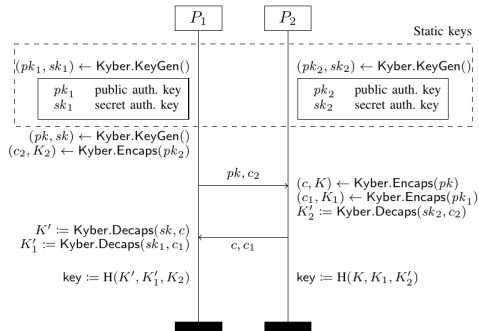 P₁ P₂
Static keys
(pk₁, sk₁) ← Kyber.KeyGen() (pk₂, sk₂) ← Kyber.KeyGen()
pk₁ public auth. key pk₂ public auth. key
sk₁ secret auth. key sk₂ secret auth. key
(pk, sk) ← Kyber.KeyGen()
(c₂, K₂) ← Kyber.Encaps(pk₂)
pk, c₂
(c, K) ← Kyber.Encaps(pk)
(c₁, K₁) ← Kyber.Encaps(pk₁)
K′₂ := Kyber.Decaps(sk₂, c₂)
K′ := Kyber.Decaps(sk, c)
K′₁ := Kyber.Decaps(sk₁, c₁)
c, c₁
key := H(K′, K′₁, K₂) key := H(K, K₁, K′₂)